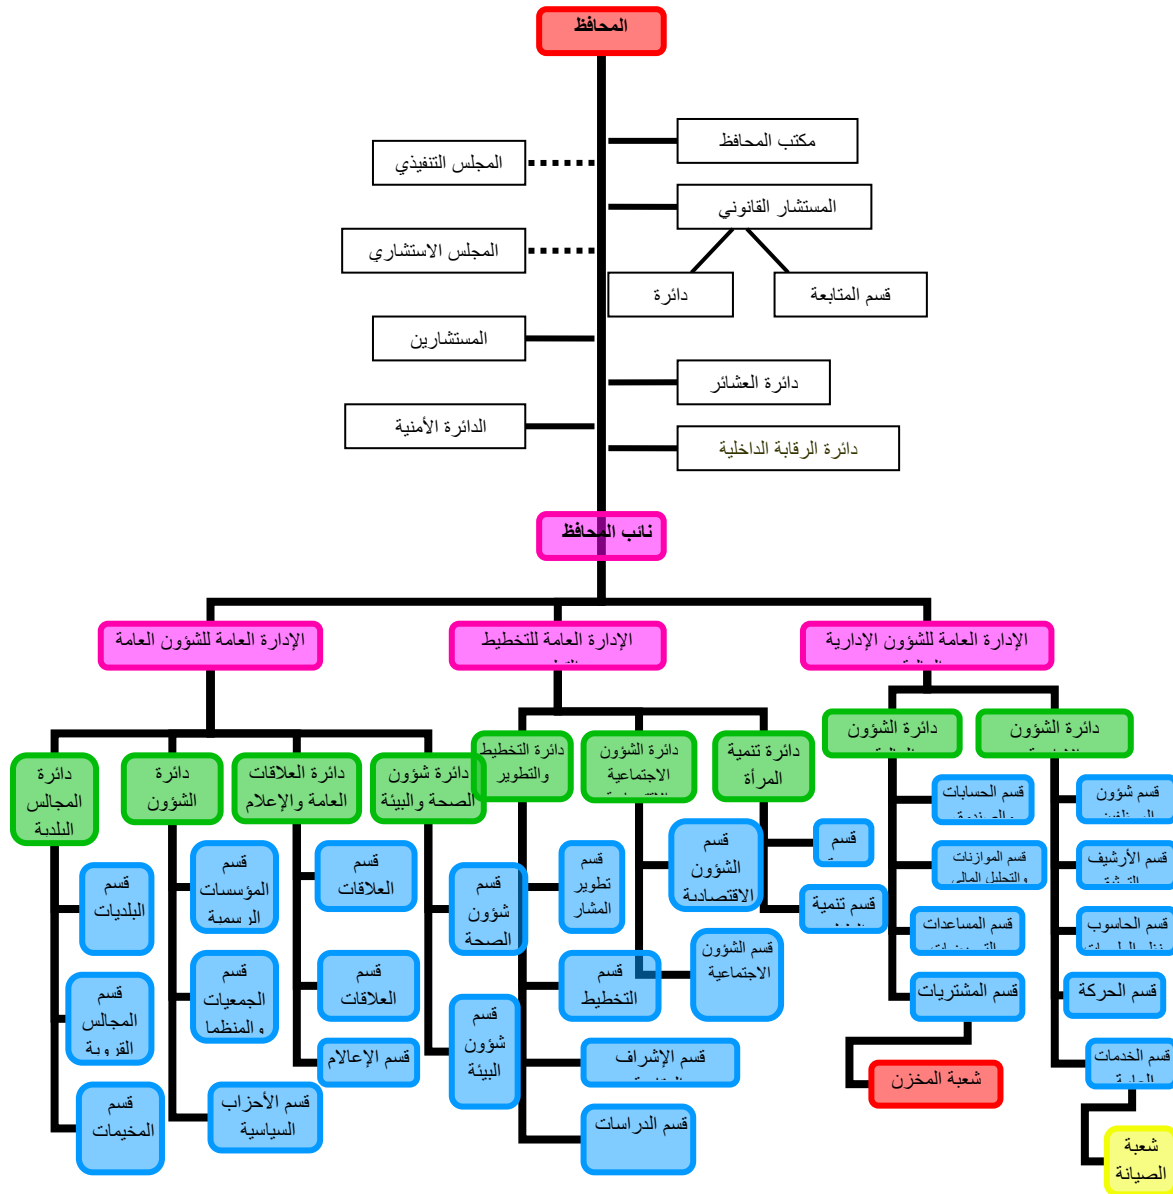 المحافظ
مكتب المحافظ
المجلس التنفيذي
المستشار القانوني
المجلس الاستشاري
قسم المتابعة
دائرة
المستشارين
دائرة العشائر
الدائرة الأمنية
دائرة الرقابة الداخلية
نائب المحافظ
الإدارة العامة للشؤون الإدارية
الإدارة العامة للتخطيط
الإدارة العامة للشؤون العامة
دائرة الشؤون
دائرة الشؤون
دائرة تنمية
المرأة
دائرة الشؤون
الاجتماعية
دائرة التخطيط
والتطوير
دائرة شؤون
الصحة والبيئة
دائرة العلاقات
العامة والإعلام
دائرة
الشؤون
دائرة
المجالس
البلدية
قسم شؤون
قسم الأرشيف
قسم الحاسوب
قسم الحركة
قسم الخدمات
شعبة
الصيانة
قسم الحسابات
قسم الموازنات
والتحليل المالي
قسم المساعدات
قسم المشتريات
شعبة المخزن
قسم
قسم تنمية
قسم
الشؤون
الاقتصادية
قسم الشؤون
الاجتماعية
قسم
تطوير
المشار
قسم
التخطيط
قسم الإشراف
قسم الدراسات
قسم
شؤون
الصحة
قسم
شؤون
البيئة
قسم
العلاقات
قسم
العلاقات
قسم الإعالام
قسم
المؤسسات
الرسمية
قسم
الجمعيات
والمنظما
قسم الأحزاب
السياسية
قسم
البلديات
قسم
المجالس
القروية
قسم
المخيمات